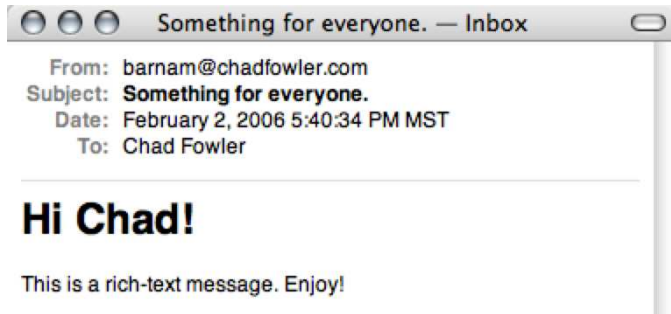 Something for everyone. — Inbox
From: barnam@chadfowler.com
Subject: Something for everyone.
Date: February 2, 2006 5:40:34 PM MST
To: Chad Fowler
Hi Chad!
This is a rich-text message. Enjoy!